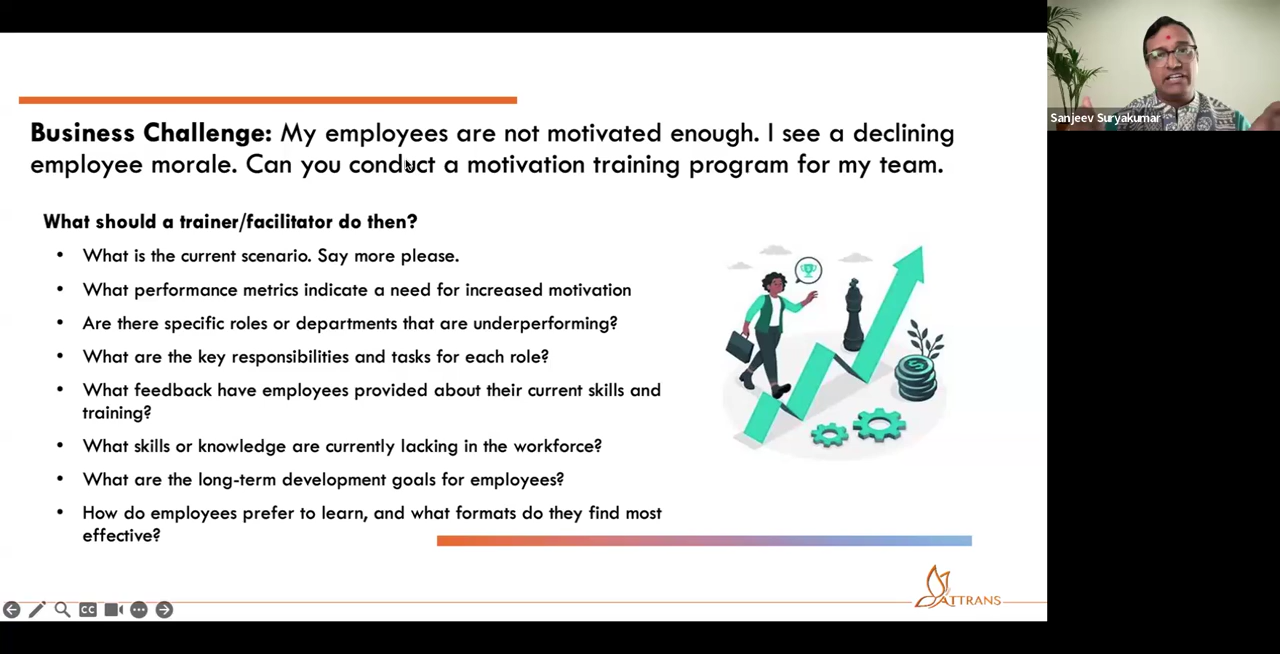 Business Challenge: My employees are not motivated enough. I see a declining
employee morale. Can you conduct a motivation training program for my team.
What should a trainer/facilitator do then?
• What is the current scenario. Say more please.
• What performance metrics indicate a need for increased motivation
• Are there specific roles or departments that are underperforming?
• What are the key responsibilities and tasks for each role?
• What feedback have employees provided about their current skills and
training?
• What skills or knowledge are currently lacking in the workforce?
• What are the long-term development goals for employees?
• How do employees prefer to learn, and what formats do they find most
effective?
Sanjeev Suryakumar
ATTRANS
CC
$